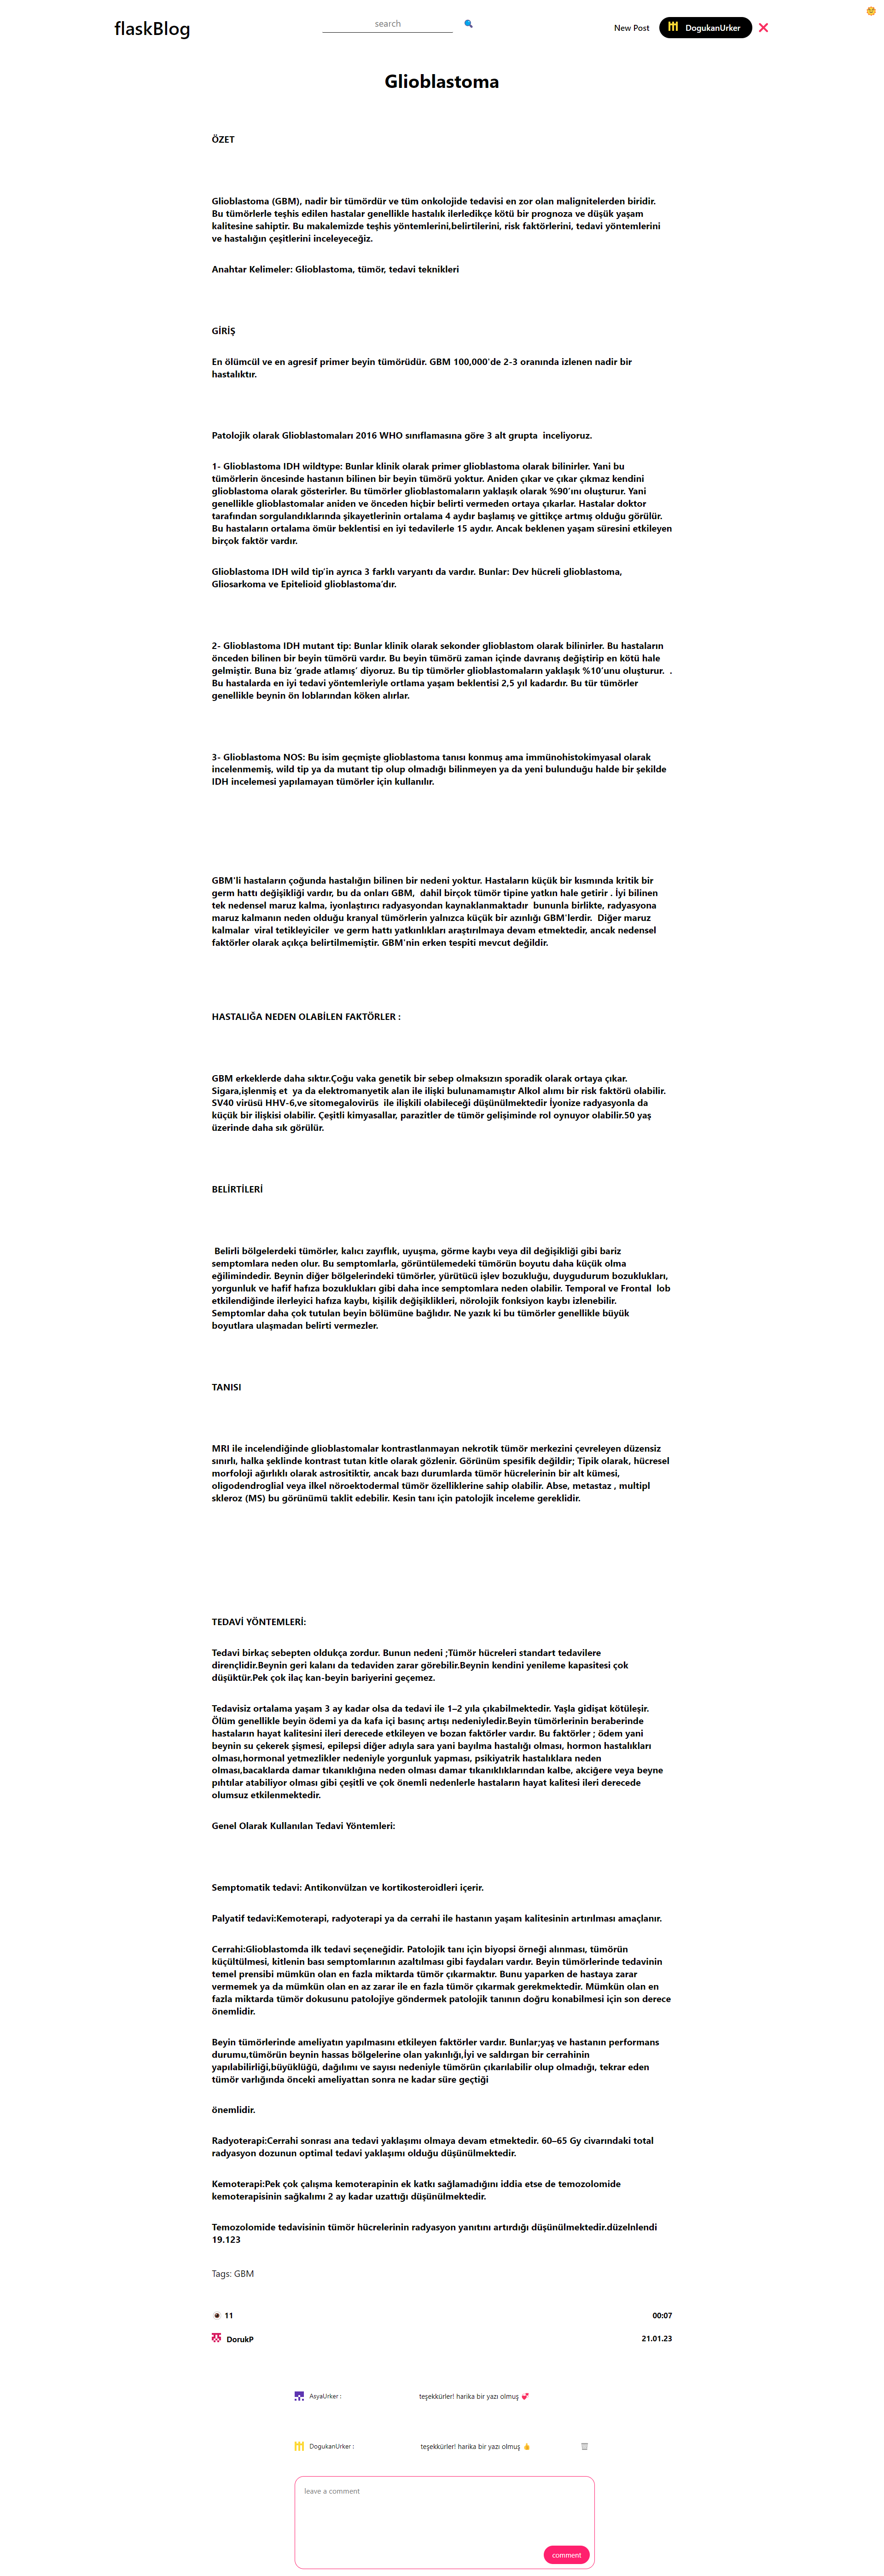 flaskBlog
search
New Post
DogukanUrker
Glioblastoma
ÖZET
Glioblastoma (GBM), nadir bir tümördür ve tüm onkolojide tedavisi en zor olan malignitelerden biridir.
Bu tümörlerle teşhis edilen hastalar genellikle hastalık ilerledikçe kötü bir prognoza ve düşük yaşam
kalitesine sahiptir. Bu makalemizde teşhis yöntemlerini,belirtilerini, risk faktörlerini, tedavi yöntemlerini
ve hastalığın çeşitlerini inceleyeceğiz.
Anahtar Kelimeler: Glioblastoma, tümör, tedavi teknikleri
GİRİŞ
En ölümcül ve en agresif primer beyin tümörüdür. GBM 100,000'de 2-3 oranında izlenen nadir bir
hastalıktır.
Patolojik olarak Glioblastomaları 2016 WHO sınıflamasına göre 3 alt grupta  inceliyoruz.
1- Glioblastoma IDH wildtype: Bunlar klinik olarak primer glioblastoma olarak bilinirler. Yani bu
tümörlerin öncesinde hastanın bilinen bir beyin tümörü yoktur. Aniden çıkar ve çıkar çıkmaz kendini
glioblastoma olarak gösterirler. Bu tümörler glioblastomaların yaklaşık olarak %90'ını oluşturur. Yani
genellikle glioblastomalar aniden ve önceden hiçbir belirti vermeden ortaya çıkarlar. Hastalar doktor
tarafından sorgulandıklarında şikayetlerinin ortalama 4 aydır başlamış ve gittikçe artmış olduğu görülür.
Bu hastaların ortalama ömür beklentisi en iyi tedavilerle 15 aydır. Ancak beklenen yaşam süresini etkileyen
birçok faktör vardır.
Glioblastoma IDH wild tip'in ayrıca 3 farklı varyantı da vardır. Bunlar: Dev hücreli glioblastoma,
Gliosarkoma ve Epitelioid glioblastoma'dır.
2- Glioblastoma IDH mutant tip: Bunlar klinik olarak sekonder glioblastom olarak bilinirler. Bu hastaların
önceden bilinen bir beyin tümörü vardır. Bu beyin tümörü zaman içinde davranış değiştirip en kötü hale
gelmiştir. Buna biz 'grade atlamış' diyoruz. Bu tip tümörler glioblastomaların yaklaşık %10'unu oluşturur.  .
Bu hastalarda en iyi tedavi yöntemleriyle ortlama yaşam beklentisi 2,5 yıl kadardır. Bu tür tümörler
genellikle beynin ön loblarından köken alırlar.
3- Glioblastoma NOS: Bu isim geçmişte glioblastoma tanısı konmuş ama immünohistokimyasal olarak
incelenmemiş, wild tip ya da mutant tip olup olmadığı bilinmeyen ya da yeni bulunduğu halde bir şekilde
IDH incelemesi yapılamayan tümörler için kullanılır.
GBM'li hastaların çoğunda hastalığın bilinen bir nedeni yoktur. Hastaların küçük bir kısmında kritik bir
germ hattı değişikliği vardır, bu da onları GBM,  dahil birçok tümör tipine yatkın hale getirir . İyi bilinen
tek nedensel maruz kalma, iyonlaştırıcı radyasyondan kaynaklanmaktadır  bununla birlikte, radyasyona
maruz kalmanın neden olduğu kranyal tümörlerin yalnızca küçük bir azınlığı GBM'lerdir.  Diğer maruz
kalmalar  viral tetikleyiciler  ve germ hattı yatkınlıkları araştırılmaya devam etmektedir, ancak nedensel
faktörler olarak açıkça belirtilmemiştir. GBM'nin erken tespiti mevcut değildir.
HASTALIĞA NEDEN OLABİLEN FAKTÖRLER :
GBM erkeklerde daha sıktır.Çoğu vaka genetik bir sebep olmaksızın sporadik olarak ortaya çıkar.
Sigara,işlenmiş et  ya da elektromanyetik alan ile ilişki bulunamamıştır Alkol alımı bir risk faktörü olabilir.
SV40 virüsü HHV-6,ve sitomegalovirüs  ile ilişkili olabileceği düşünülmektedir İyonize radyasyonla da
küçük bir ilişkisi olabilir. Çeşitli kimyasallar, parazitler de tümör gelişiminde rol oynuyor olabilir.50 yaş
üzerinde daha sık görülür.
BELİRTİLERİ
Belirli bölgelerdeki tümörler, kalıcı zayıflık, uyuşma, görme kaybı veya dil değişikliği gibi bariz
semptomlara neden olur. Bu semptomlarla, görüntülemedeki tümörün boyutu daha küçük olma
eğilimindedir. Beynin diğer bölgelerindeki tümörler, yürütücü işlev bozukluğu, duygudurum bozuklukları,
yorgunluk ve hafif hafıza bozuklukları gibi daha ince semptomlara neden olabilir. Temporal ve Frontal  lob
etkilendiğinde ilerleyici hafıza kaybı, kişilik değişiklikleri, nörolojik fonksiyon kaybı izlenebilir.
Semptomlar daha çok tutulan beyin bölümüne bağlıdır. Ne yazık ki bu tümörler genellikle büyük
boyutlara ulaşmadan belirti vermezler.
TANISI
MRI ile incelendiğinde glioblastomalar kontrastlanmayan nekrotik tümör merkezini çevreleyen düzensiz
sınırlı, halka şeklinde kontrast tutan kitle olarak gözlenir. Görünüm spesifik değildir; Tipik olarak, hücresel
morfoloji ağırlıklı olarak astrositiktir, ancak bazı durumlarda tümör hücrelerinin bir alt kümesi,
oligodendroglial veya ilkel nöroektodermal tümör özelliklerine sahip olabilir. Abse, metastaz , multipl
skleroz (MS) bu görünümü taklit edebilir. Kesin tanı için patolojik inceleme gereklidir.
TEDAVİ YÖNTEMLERİ:
Tedavi birkaç sebepten oldukça zordur. Bunun nedeni ;Tümör hücreleri standart tedavilere
dirençlidir.Beynin geri kalanı da tedaviden zarar görebilir.Beynin kendini yenileme kapasitesi çok
düşüktür.Pek çok ilaç kan-beyin bariyerini geçemez.
Tedavisiz ortalama yaşam 3 ay kadar olsa da tedavi ile 1–2 yıla çıkabilmektedir. Yaşla gidişat kötüleşir.
Ölüm genellikle beyin ödemi ya da kafa içi basınç artışı nedeniyledir.Beyin tümörlerinin beraberinde
hastaların hayat kalitesini ileri derecede etkileyen ve bozan faktörler vardır. Bu faktörler ; ödem yani
beynin su çekerek şişmesi, epilepsi diğer adıyla sara yani bayılma hastalığı olması, hormon hastalıkları
olması,hormonal yetmezlikler nedeniyle yorgunluk yapması, psikiyatrik hastalıklara neden
olması,bacaklarda damar tıkanıklığına neden olması damar tıkanıklıklarından kalbe, akciğere veya beyne
pıhtılar atabiliyor olması gibi çeşitli ve çok önemli nedenlerle hastaların hayat kalitesi ileri derecede
olumsuz etkilenmektedir.
Genel Olarak Kullanılan Tedavi Yöntemleri:
Semptomatik tedavi: Antikonvülzan ve kortikosteroidleri içerir.
Palyatif tedavi:Kemoterapi, radyoterapi ya da cerrahi ile hastanın yaşam kalitesinin artırılması amaçlanır.
Cerrahi:Glioblastomda ilk tedavi seçeneğidir. Patolojik tanı için biyopsi örneği alınması, tümörün
küçültülmesi, kitlenin bası semptomlarının azaltılması gibi faydaları vardır. Beyin tümörlerinde tedavinin
temel prensibi mümkün olan en fazla miktarda tümör çıkarmaktır. Bunu yaparken de hastaya zarar
vermemek ya da mümkün olan en az zarar ile en fazla tümör çıkarmak gerekmektedir. Mümkün olan en
fazla miktarda tümör dokusunu patolojiye göndermek patolojik tanının doğru konabilmesi için son derece
önemlidir.
Beyin tümörlerinde ameliyatın yapılmasını etkileyen faktörler vardır. Bunlar;yaş ve hastanın performans
durumu,tümörün beynin hassas bölgelerine olan yakınlığı,İyi ve saldırgan bir cerrahinin
yapılabilirliği,büyüklüğü, dağılımı ve sayısı nedeniyle tümörün çıkarılabilir olup olmadığı, tekrar eden
tümör varlığında önceki ameliyattan sonra ne kadar süre geçtiği
önemlidir.
Radyoterapi:Cerrahi sonrası ana tedavi yaklaşımı olmaya devam etmektedir. 60–65 Gy civarındaki total
radyasyon dozunun optimal tedavi yaklaşımı olduğu düşünülmektedir.
Kemoterapi:Pek çok çalışma kemoterapinin ek katkı sağlamadığını iddia etse de temozolomide
kemoterapisinin sağkalımı 2 ay kadar uzattığı düşünülmektedir.
Temozolomide tedavisinin tümör hücrelerinin radyasyon yanıtını artırdığı düşünülmektedir.düzelnlendi
19.123
Tags: GBM
11
00:07
DorukP
21.01.23
AsyaUrker :
teşekkürler! harika bir yazı olmuş 💕
DogukanUrker :
teşekkürler! harika bir yazı olmuş 👍
leave a comment
comment